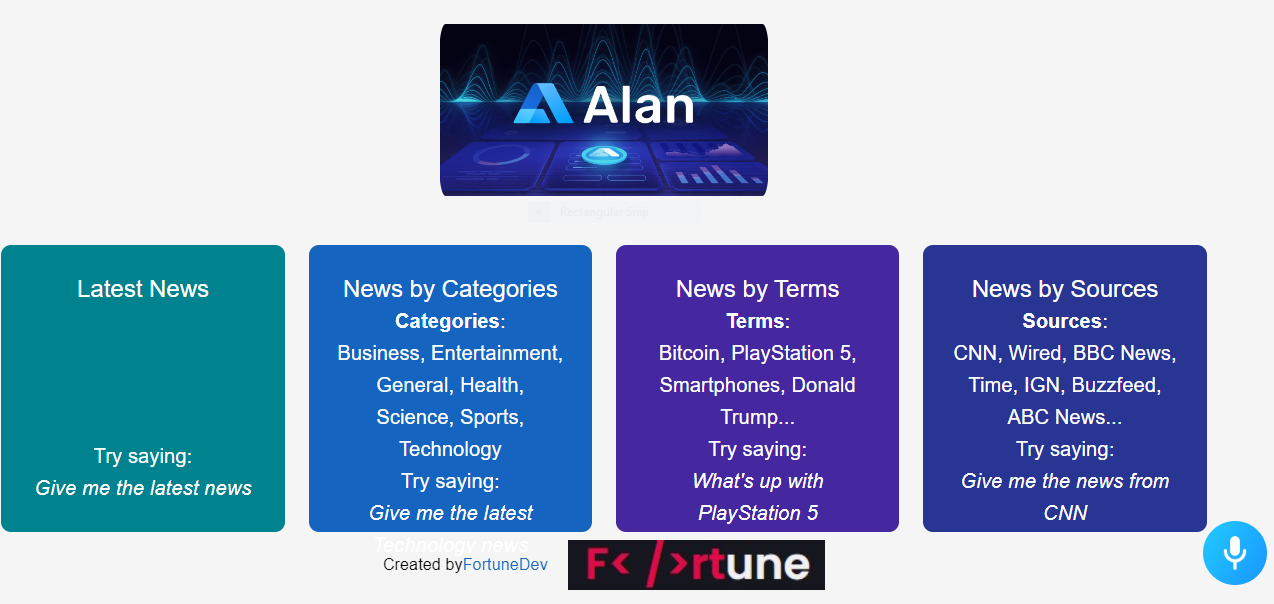 Alan
Rectangular Snip
Latest News
Try saying:
Give me the latest news
News by Categories
Categories:
Business, Entertainment,
General, Health,
Science, Sports,
Technology
Try saying:
Give me the latest
Technology news
News by Terms
Terms:
Bitcoin, PlayStation 5,
Smartphones, Donald
Trump...
Try saying:
What's up with
PlayStation 5
News by Sources
Sources:
CNN, Wired, BBC News,
Time, IGN, Buzzfeed,
ABC News...
Try saying:
Give me the news from
CNN
Created byFortuneDev
F< />rtune